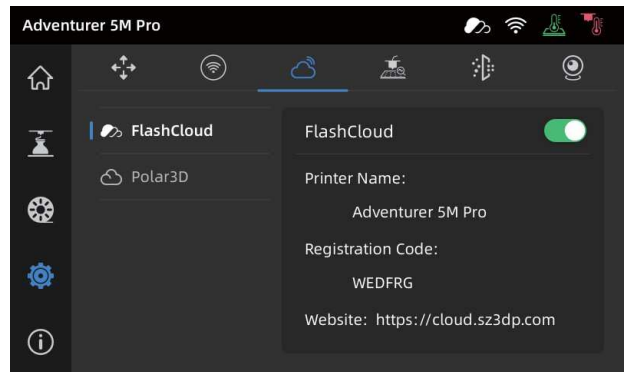 Adventurer 5M Pro
FlashCloud
Polar3D
FlashCloud
Printer Name:
Adventurer 5M Pro
Registration Code:
WEDFRG
Website: https://cloud.sz3dp.com